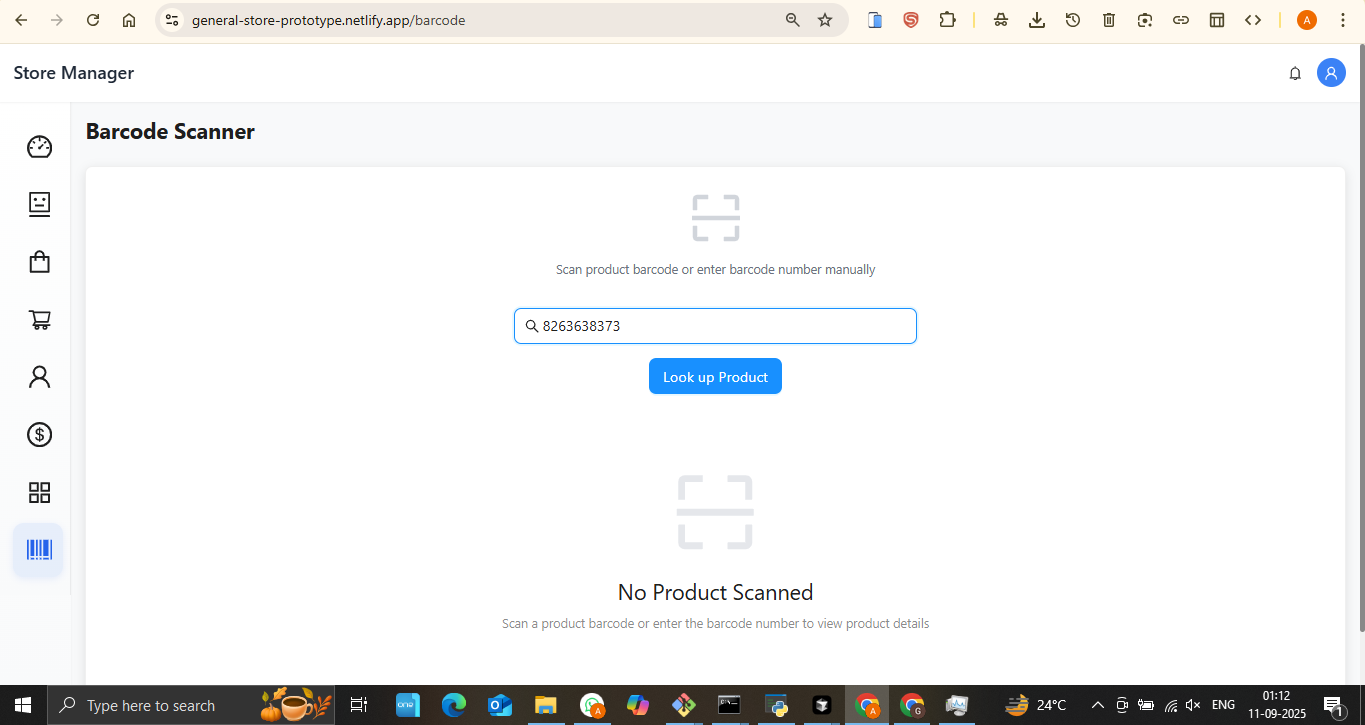 general-store-prototype.netlify.app/barcode
A
Store Manager
Barcode Scanner
Scan product barcode or enter barcode number manually
8263638373
Look up Product
$
No Product Scanned
Scan a product barcode or enter the barcode number to view product details
Type here to search
one
A
A
G
24°C
ENG
01:12
11-09-2025
1